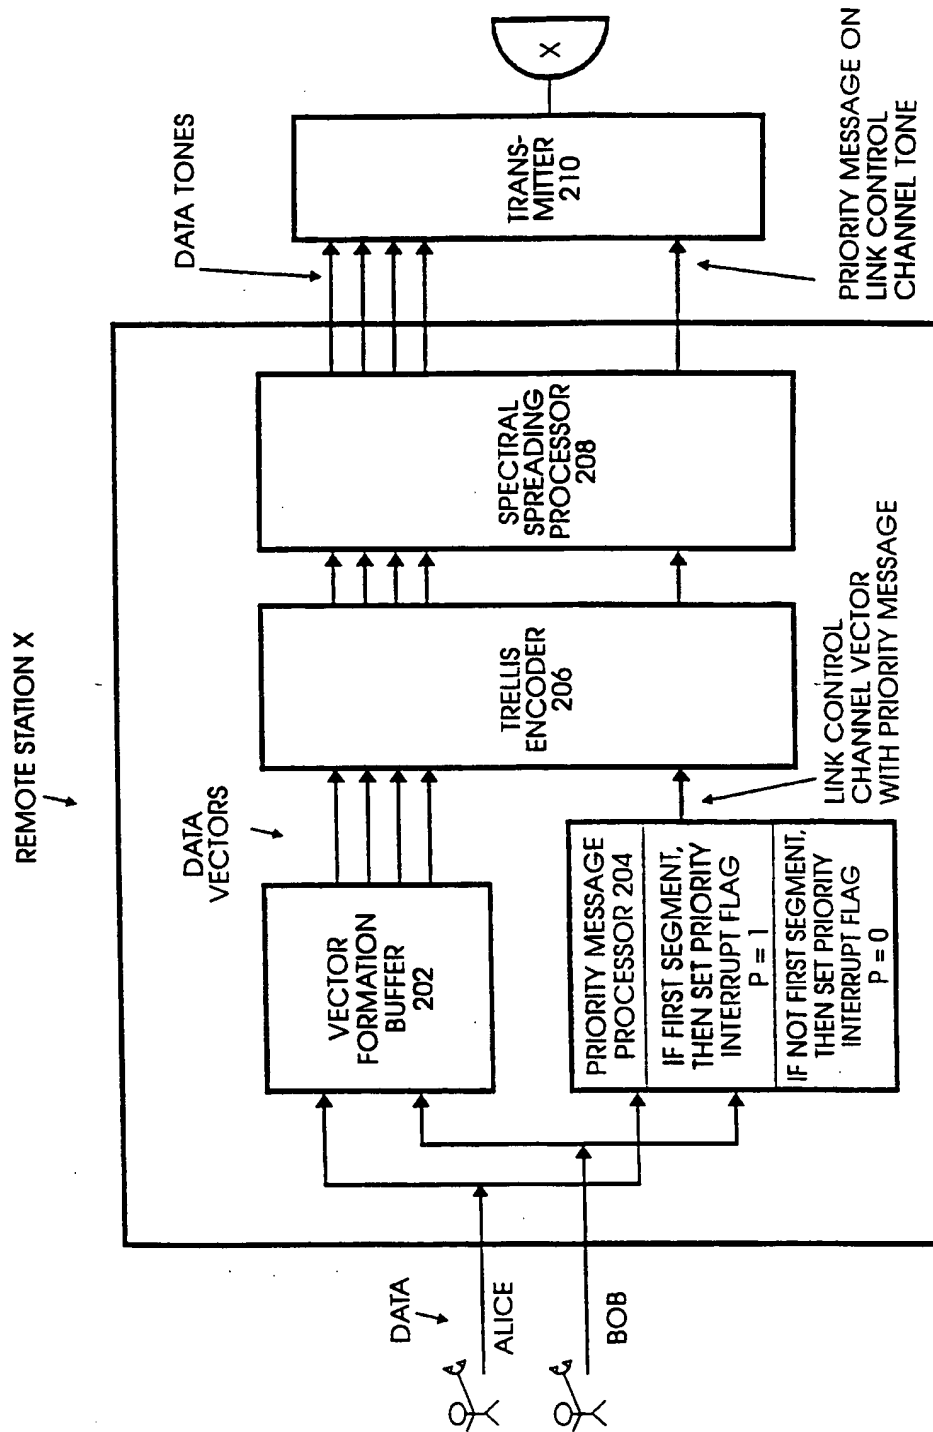 REMOTE STATION X
DATA
ALICE
BOB
DATA
VECTORS
VECTOR
FORMATION
BUFFER
202
PRIORITY MESSAGE
PROCESSOR 204
IF FIRST SEGMENT,
THEN SET PRIORITY
INTERRUPT FLAG
P = 1
IF NOT FIRST SEGMENT,
THEN SET PRIORITY
INTERRUPT FLAG
P = 0
LINK CONTROL
CHANNEL VECTOR
WITH PRIORITY MESSAGE
TRELLIS
ENCODER
206
SPECTRAL
SPREADING
PROCESSOR
208
DATA TONES
TRANS-
MITTER
210
PRIORITY MESSAGE ON
LINK CONTROL
CHANNEL TONE
X